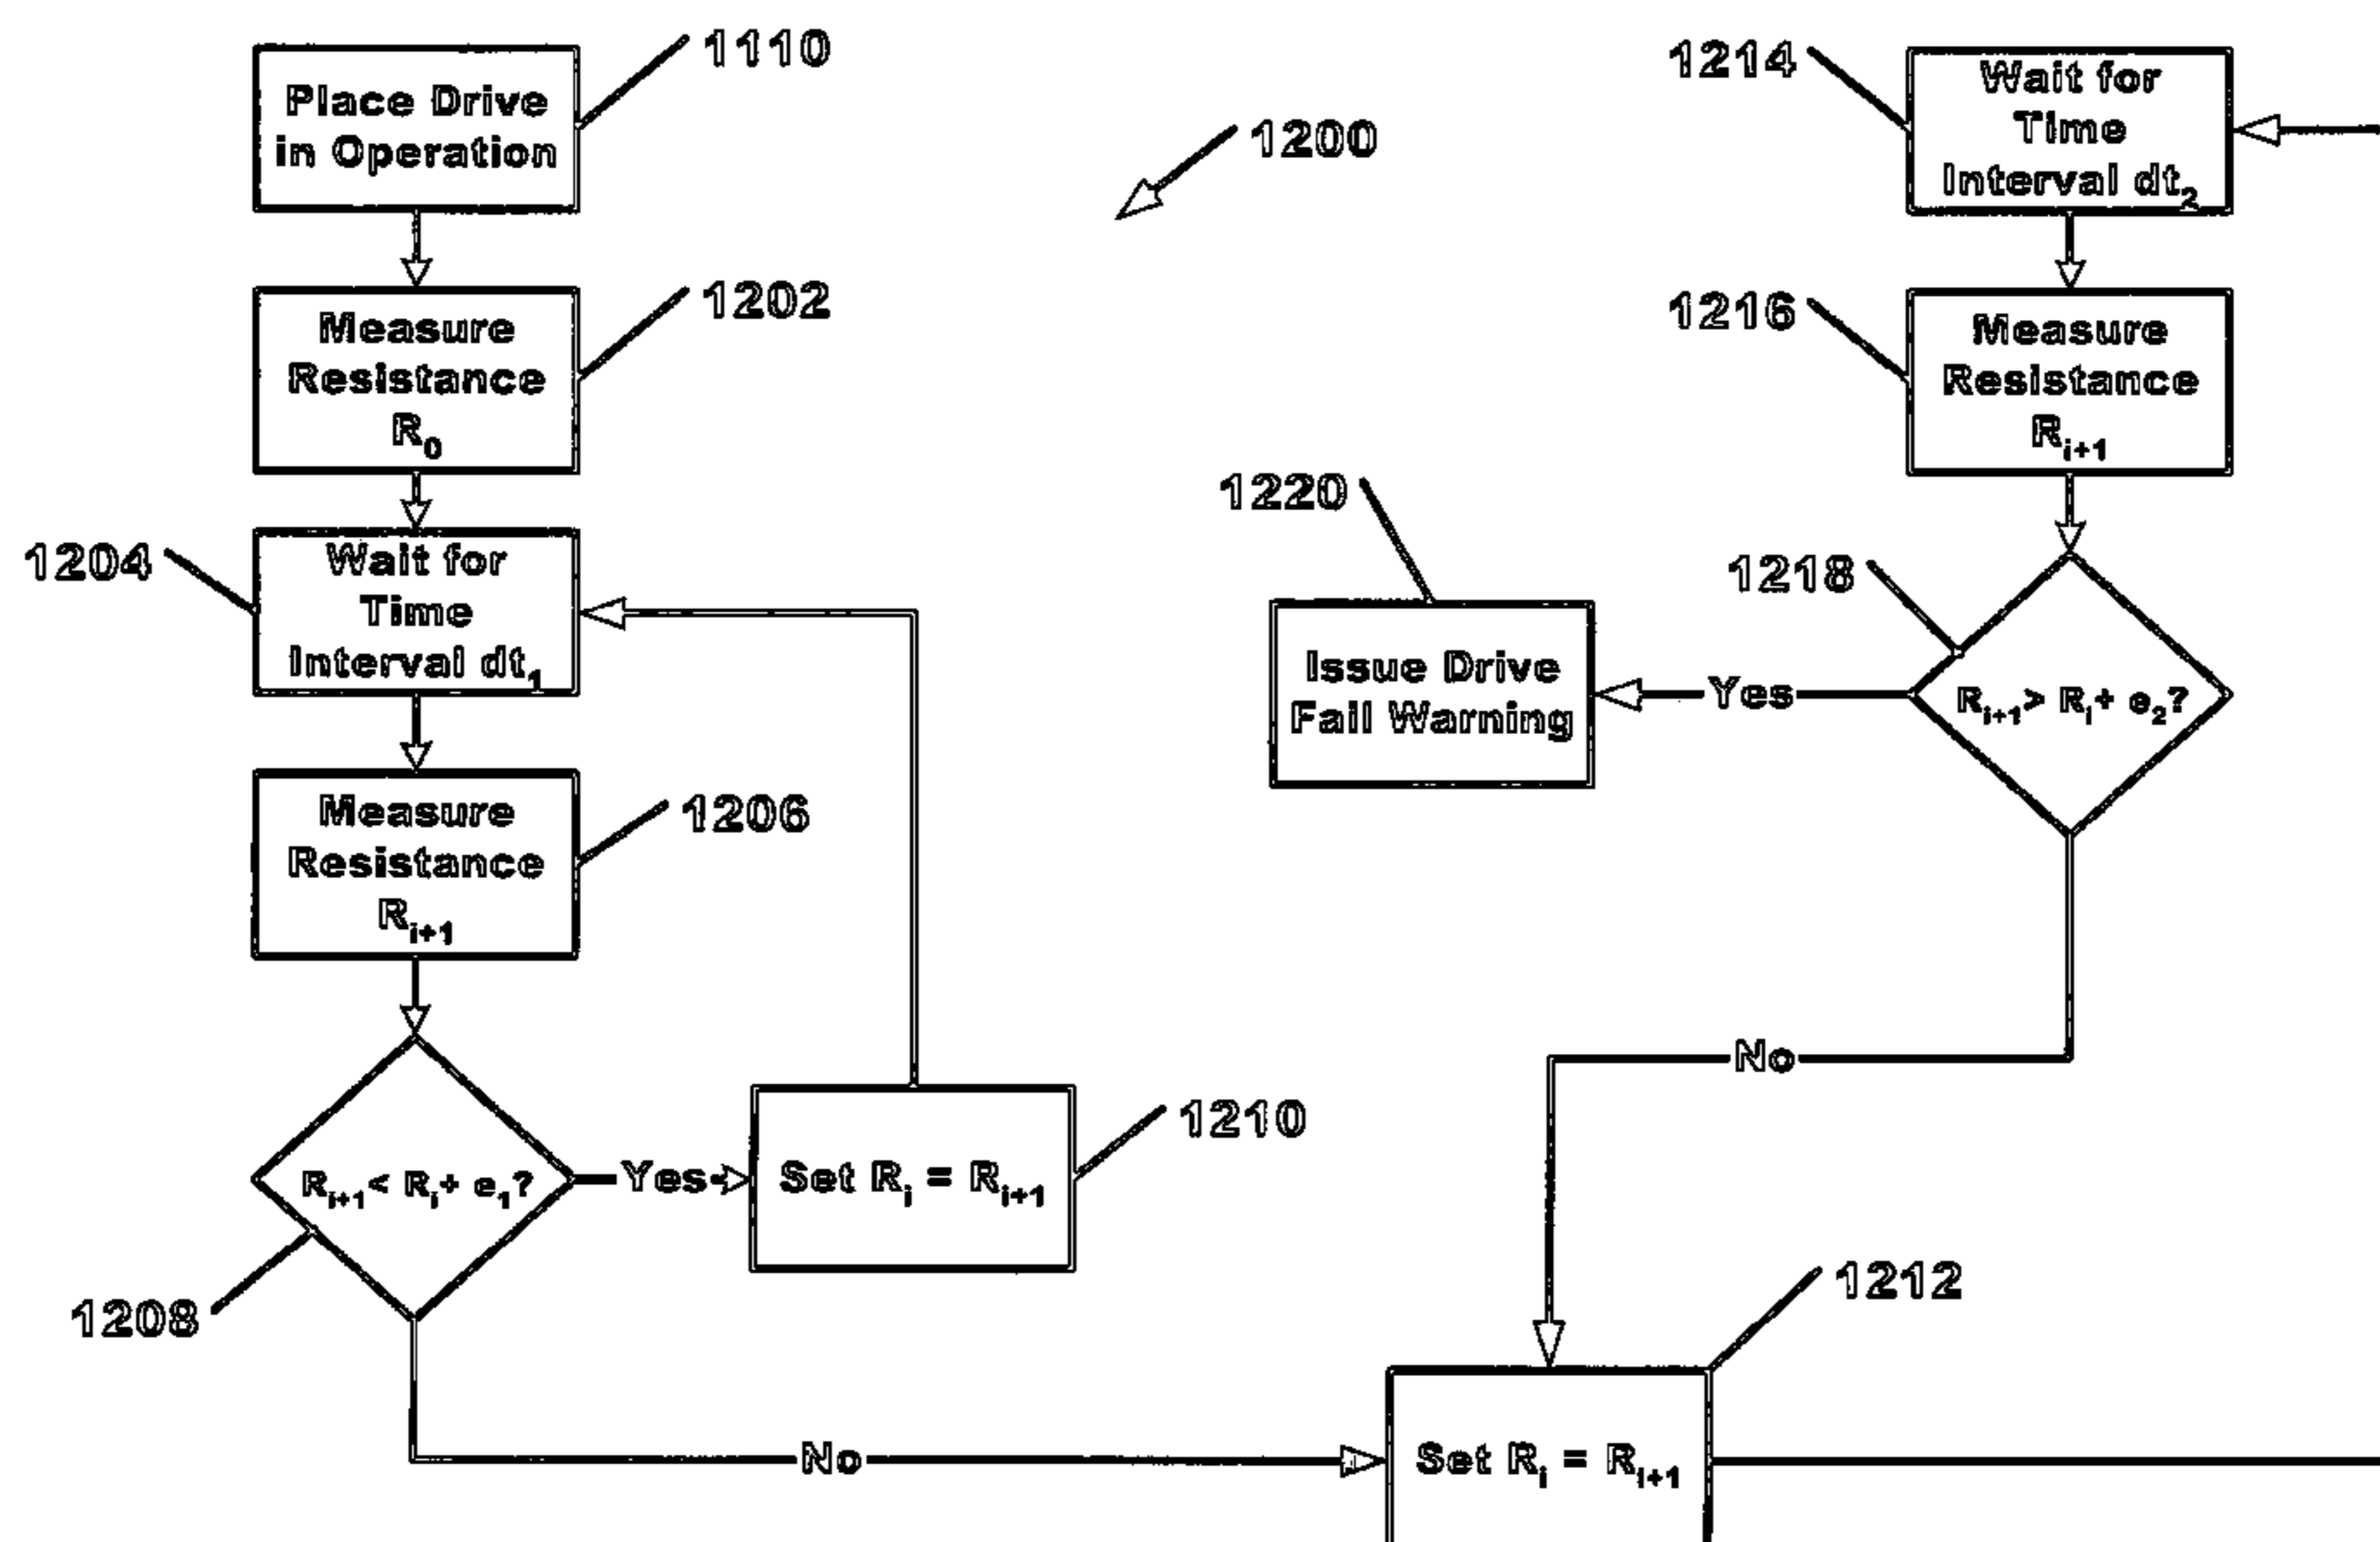 1110
Place Drive
in Operation
1200
1202
Measure
Resistance
R₀
1204
Wait for
Time
Interval dt₁
1206
Measure
Resistance
Rᵢ₊₁
Rᵢ₊₁< Rᵢ+ e₁?
1208
Yes
1210
Set Rᵢ = Rᵢ₊₁
No
1214
Wait for
Time
Interval dt₂
1216
Measure
Resistance
Rᵢ₊₁
1218
Rᵢ₊₁> Rᵢ+ e₂?
Yes
1220
Issue Drive
Fail Warning
No
1212
Set Rᵢ = Rᵢ₊₁